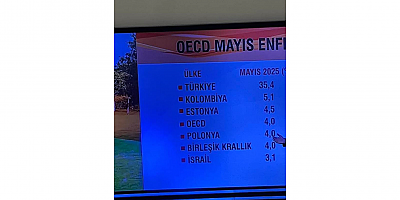 OECD MAYIS
ÜLKE MAYIS 2025
TÜRKİYE 35,4
KOLOMBİYA 5,1
ESTONYA 4,5
OECD 4,0
POLONYA 4,0
BİRLEŞİK KRALLIK 4,0
İSRAİL 3,1